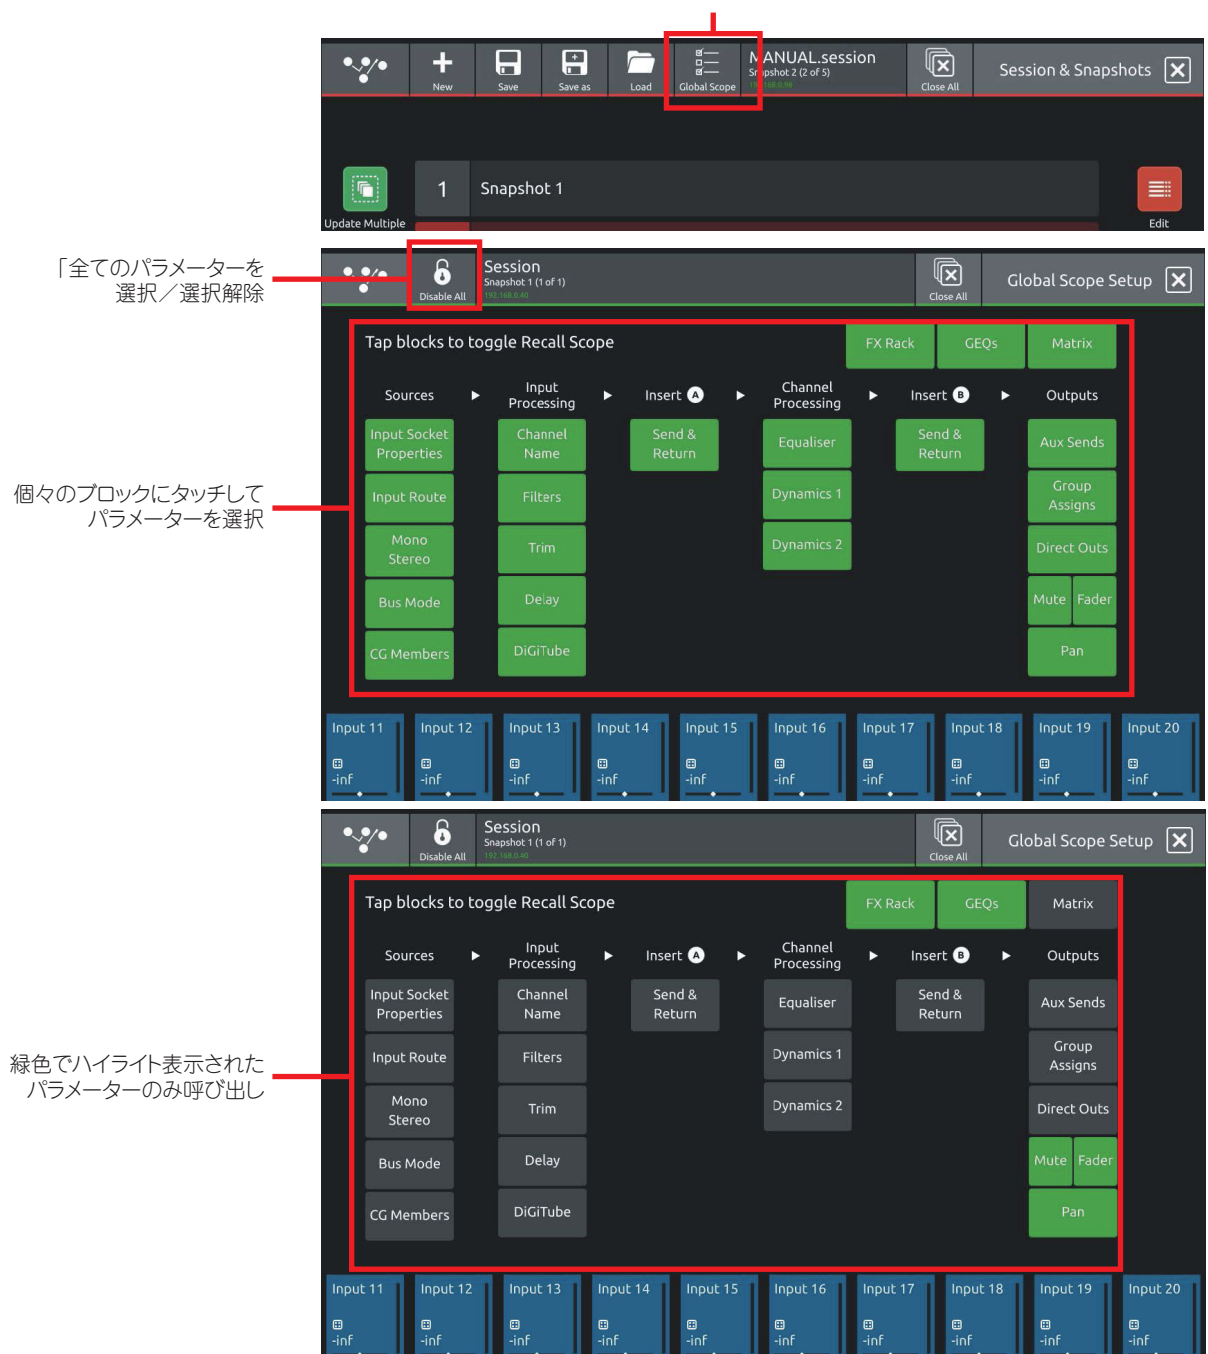 New
Save
Save as
Load
Global Scope
MANUAL.session
Snapshot 2 (2 of 5)
192.168.0.96
Close All
Session & Snapshots
1
Snapshot 1
Update Multiple
Edit
「全てのパラメーターを
選択／選択解除
Disable All
Session
Snapshot 1 (1 of 1)
192.168.0.40
Close All
Global Scope Setup
Tap blocks to toggle Recall Scope
FX Rack
GEQs
Matrix
Sources
Input
Processing
Insert A
Channel
Processing
Insert B
Outputs
Input Socket
Properties
Channel
Name
Send &
Return
Equaliser
Send &
Return
Aux Sends
個々のブロックにタッチして
パラメーターを選択
Input Route
Filters
Dynamics 1
Group
Assigns
Mono
Stereo
Trim
Dynamics 2
Direct Outs
Bus Mode
Delay
Mute
Fader
CG Members
DiGiTube
Pan
Input 11
Input 12
Input 13
Input 14
Input 15
Input 16
Input 17
Input 18
Input 19
Input 20
-inf
-inf
-inf
-inf
-inf
-inf
-inf
-inf
-inf
-inf
Disable All
Session
Snapshot 1 (1 of 1)
192.168.0.40
Close All
Global Scope Setup
Tap blocks to toggle Recall Scope
FX Rack
GEQs
Matrix
Sources
Input
Processing
Insert A
Channel
Processing
Insert B
Outputs
Input Socket
Properties
Channel
Name
Send &
Return
Equaliser
Send &
Return
Aux Sends
緑色でハイライト表示された
パラメーターのみ呼び出し
Input Route
Filters
Dynamics 1
Group
Assigns
Mono
Stereo
Trim
Dynamics 2
Direct Outs
Bus Mode
Delay
Mute
Fader
CG Members
DiGiTube
Pan
Input 11
Input 12
Input 13
Input 14
Input 15
Input 16
Input 17
Input 18
Input 19
Input 20
-inf
-inf
-inf
-inf
-inf
-inf
-inf
-inf
-inf
-inf